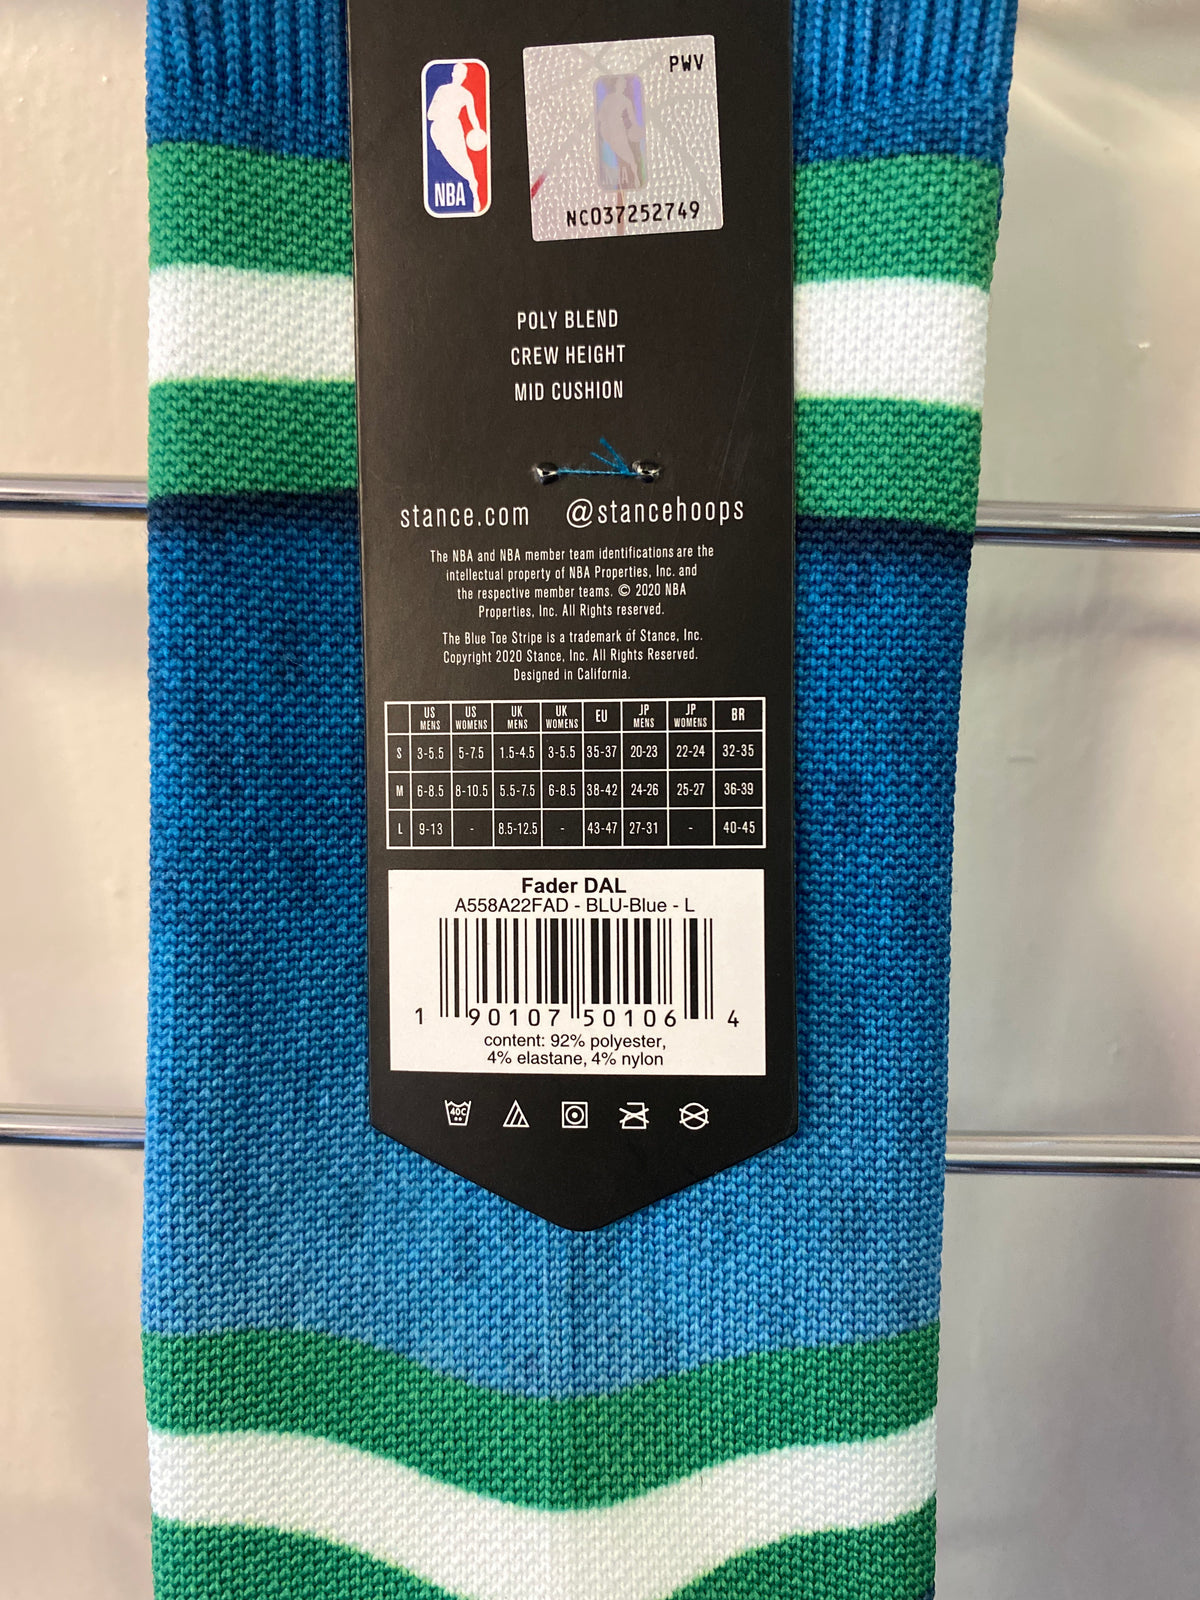 NBA
PWV
NC037252749
POLY BLEND
CREW HEIGHT
MID CUSHION
stance.com @stancehoops
The NBA and NBA member team identifications are the
intellectual property of NBA Properties, Inc. and
the respective member teams. © 2020 NBA
Properties, Inc. All Rights reserved.
The Blue Toe Stripe is a trademark of Stance, Inc.
Copyright 2020 Stance, Inc. All Rights Reserved.
Designed in California.
US MENS US WOMENS UK MENS UK WOMENS EU JP MENS JP WOMENS BR
S 3-5.5 5-7.5 1.5-4.5 3-5.5 35-37 20-23 22-24 32-35
M 6-8.5 8-10.5 5.5-7.5 6-8.5 38-42 24-26 25-27 36-39
L 9-13 - 8.5-12.5 - 43-47 27-31 - 40-45
Fader DAL
A558A22FAD - BLU-Blue - L
1 90107 50106 4
content: 92% polyester,
4% elastane, 4% nylon
40C